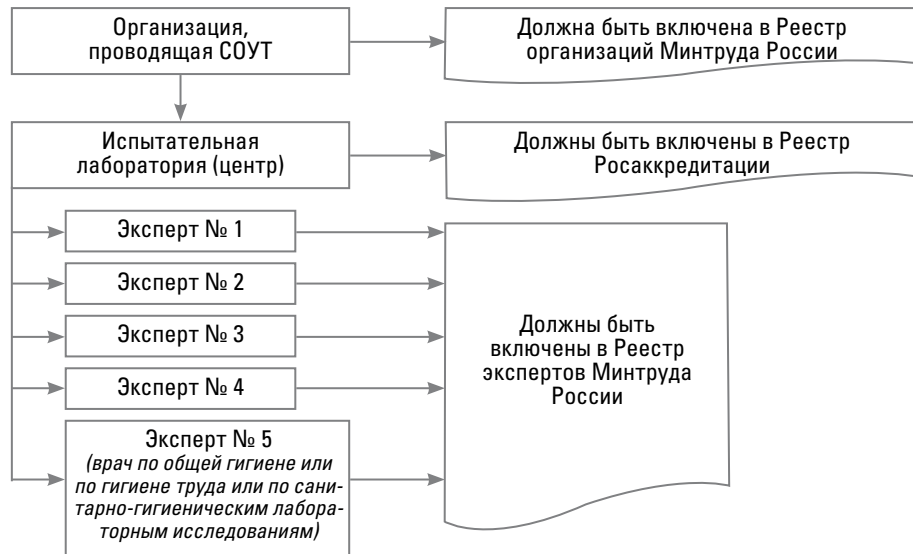 Организация,
проводящая СОУТ
Должна быть включена в Реестр
организаций Минтруда России
Испытательная
лаборатория (центр)
Должны быть включены в Реестр
Росаккредитации
Эксперт № 1
Эксперт № 2
Эксперт № 3
Эксперт № 4
Эксперт № 5
(врач по общей гигиене или
по гигиене труда или по сани-
тарно-гигиеническим лабора-
торным исследованиям)
Должны быть
включены в Реестр
экспертов Минтруда
России